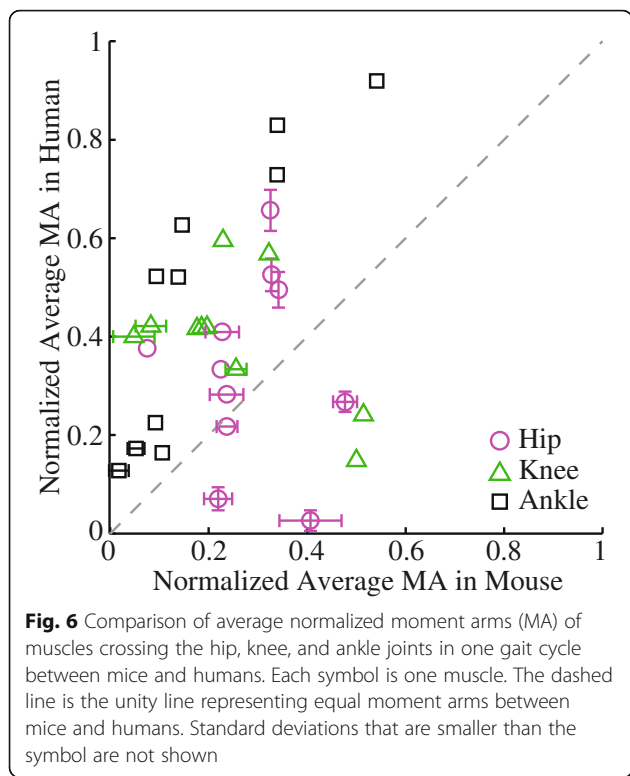 1
0.8
0.6
0.4
0.2
0
Normalized Average MA in Human
Hip
Knee
Ankle
0 0.2 0.4 0.6 0.8 1
Normalized Average MA in Mouse
Fig. 6 Comparison of average normalized moment arms (MA) of
muscles crossing the hip, knee, and ankle joints in one gait cycle
between mice and humans. Each symbol is one muscle. The dashed
line is the unity line representing equal moment arms between
mice and humans. Standard deviations that are smaller than the
symbol are not shown